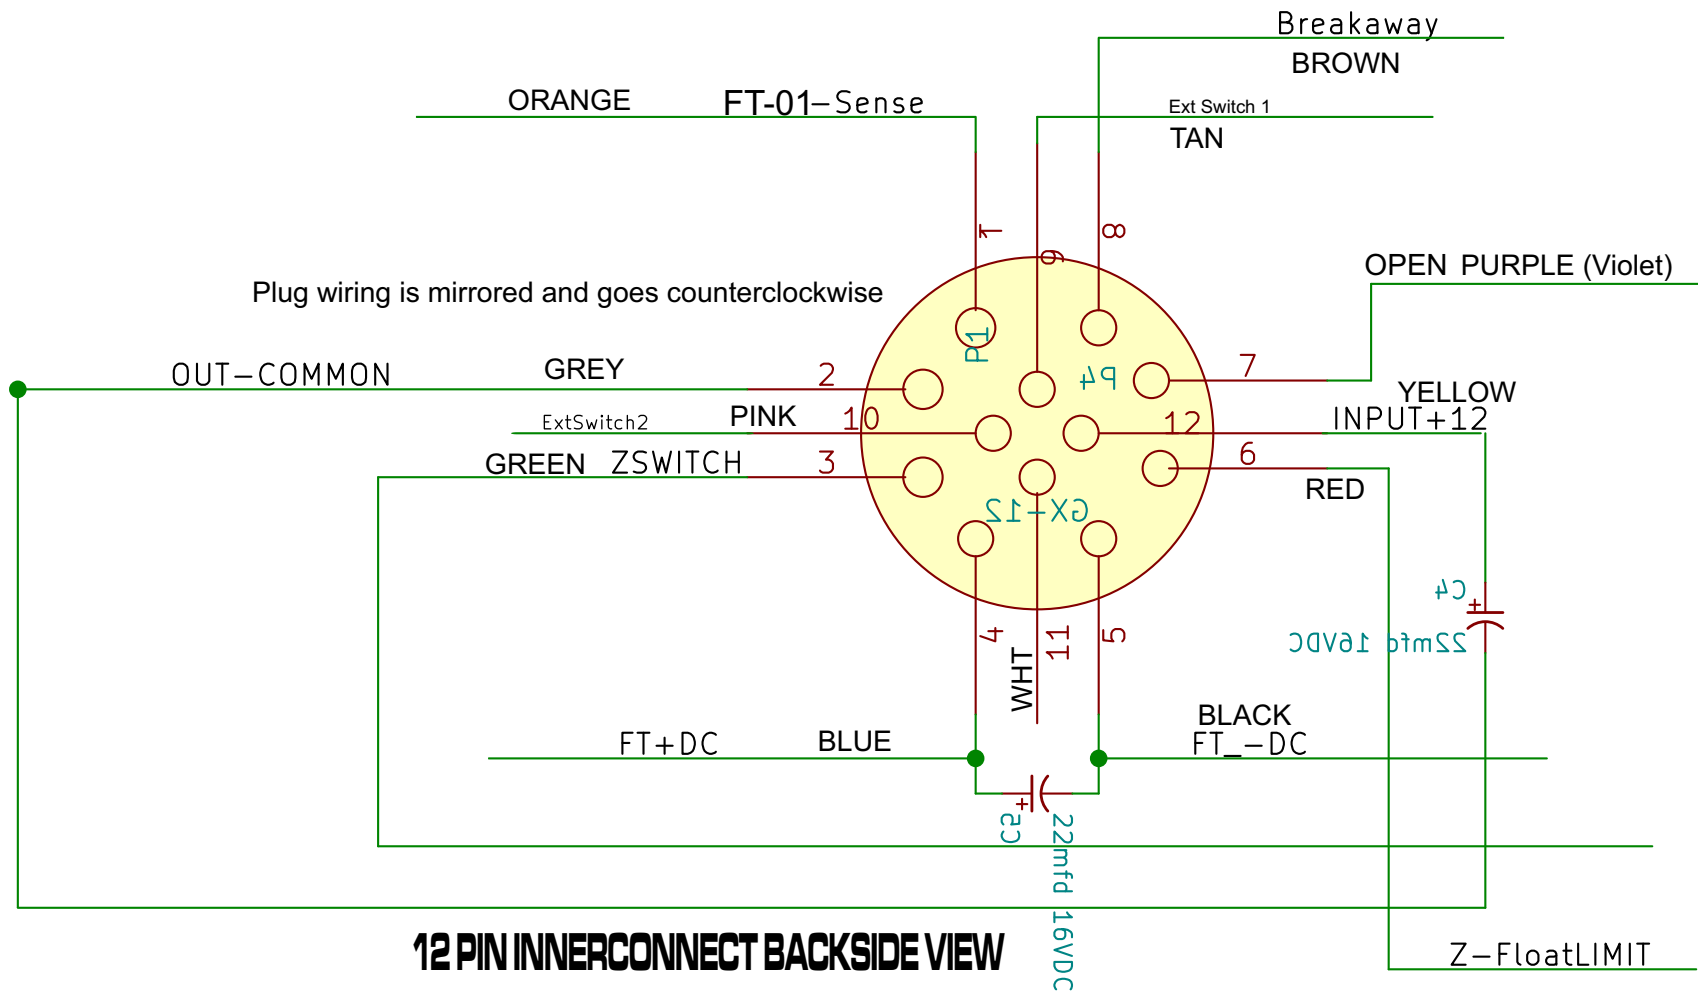 Breakaway
BROWN
ORANGE
FT-01-Sense
Ext Switch 1
TAN
1
9
8
OPEN PURPLE (Violet)
Plug wiring is mirrored and goes counterclockwise
P1
P4
7
OUT-COMMON
GREY
2
YELLOW
ExtSwitch2
PINK
10
12
INPUT+12
GREEN
ZSWITCH
3
6
RED
GX-12
C4
+
22mfd 16VDC
4
WHT
11
5
BLACK
FT+DC
BLUE
FT_-DC
+
C5
22mfd 16VDC
12 PIN INNERCONNECT BACKSIDE VIEW
Z-FloatLIMIT